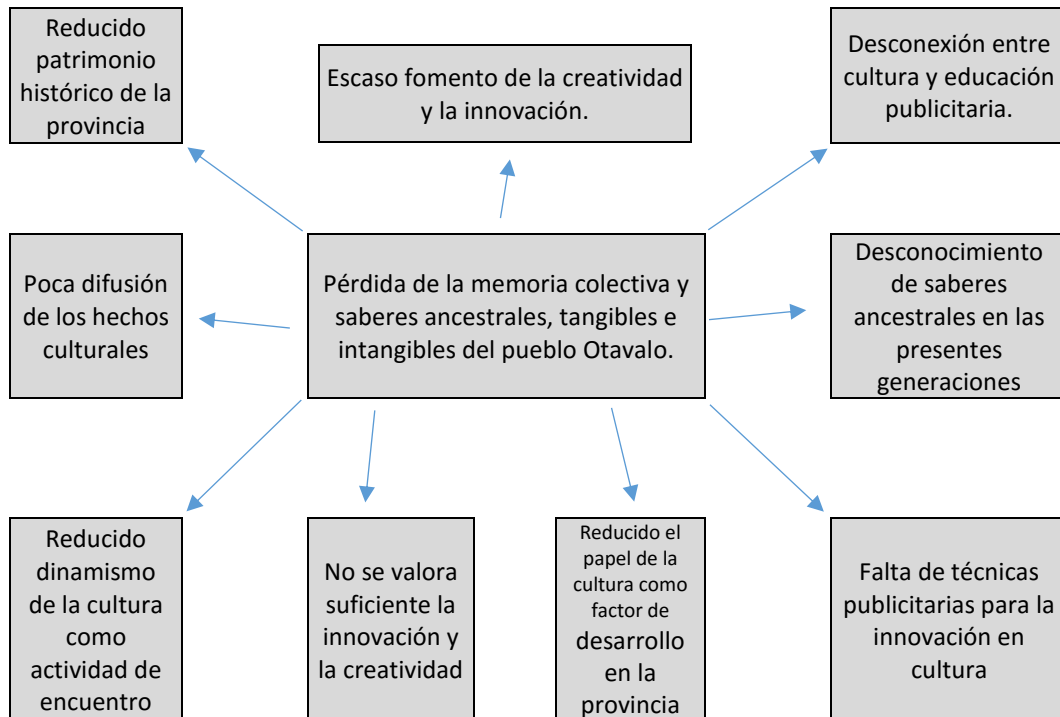 Reducido
patrimonio
histórico de la
provincia
Escaso fomento de la creatividad
y la innovación.
Desconexión entre
cultura y educación
publicitaria.
Poca difusión
de los hechos
culturales
Pérdida de la memoria colectiva y
saberes ancestrales, tangibles e
intangibles del pueblo Otavalo.
Desconocimiento
de saberes
ancestrales en las
presentes
generaciones
Reducido
dinamismo
de la cultura
como
actividad de
encuentro
No se valora
suficiente la
innovación y
la creatividad
Reducido el
papel de la
cultura como
factor de
desarrollo
en la
provincia
Falta de técnicas
publicitarias para la
innovación en
cultura